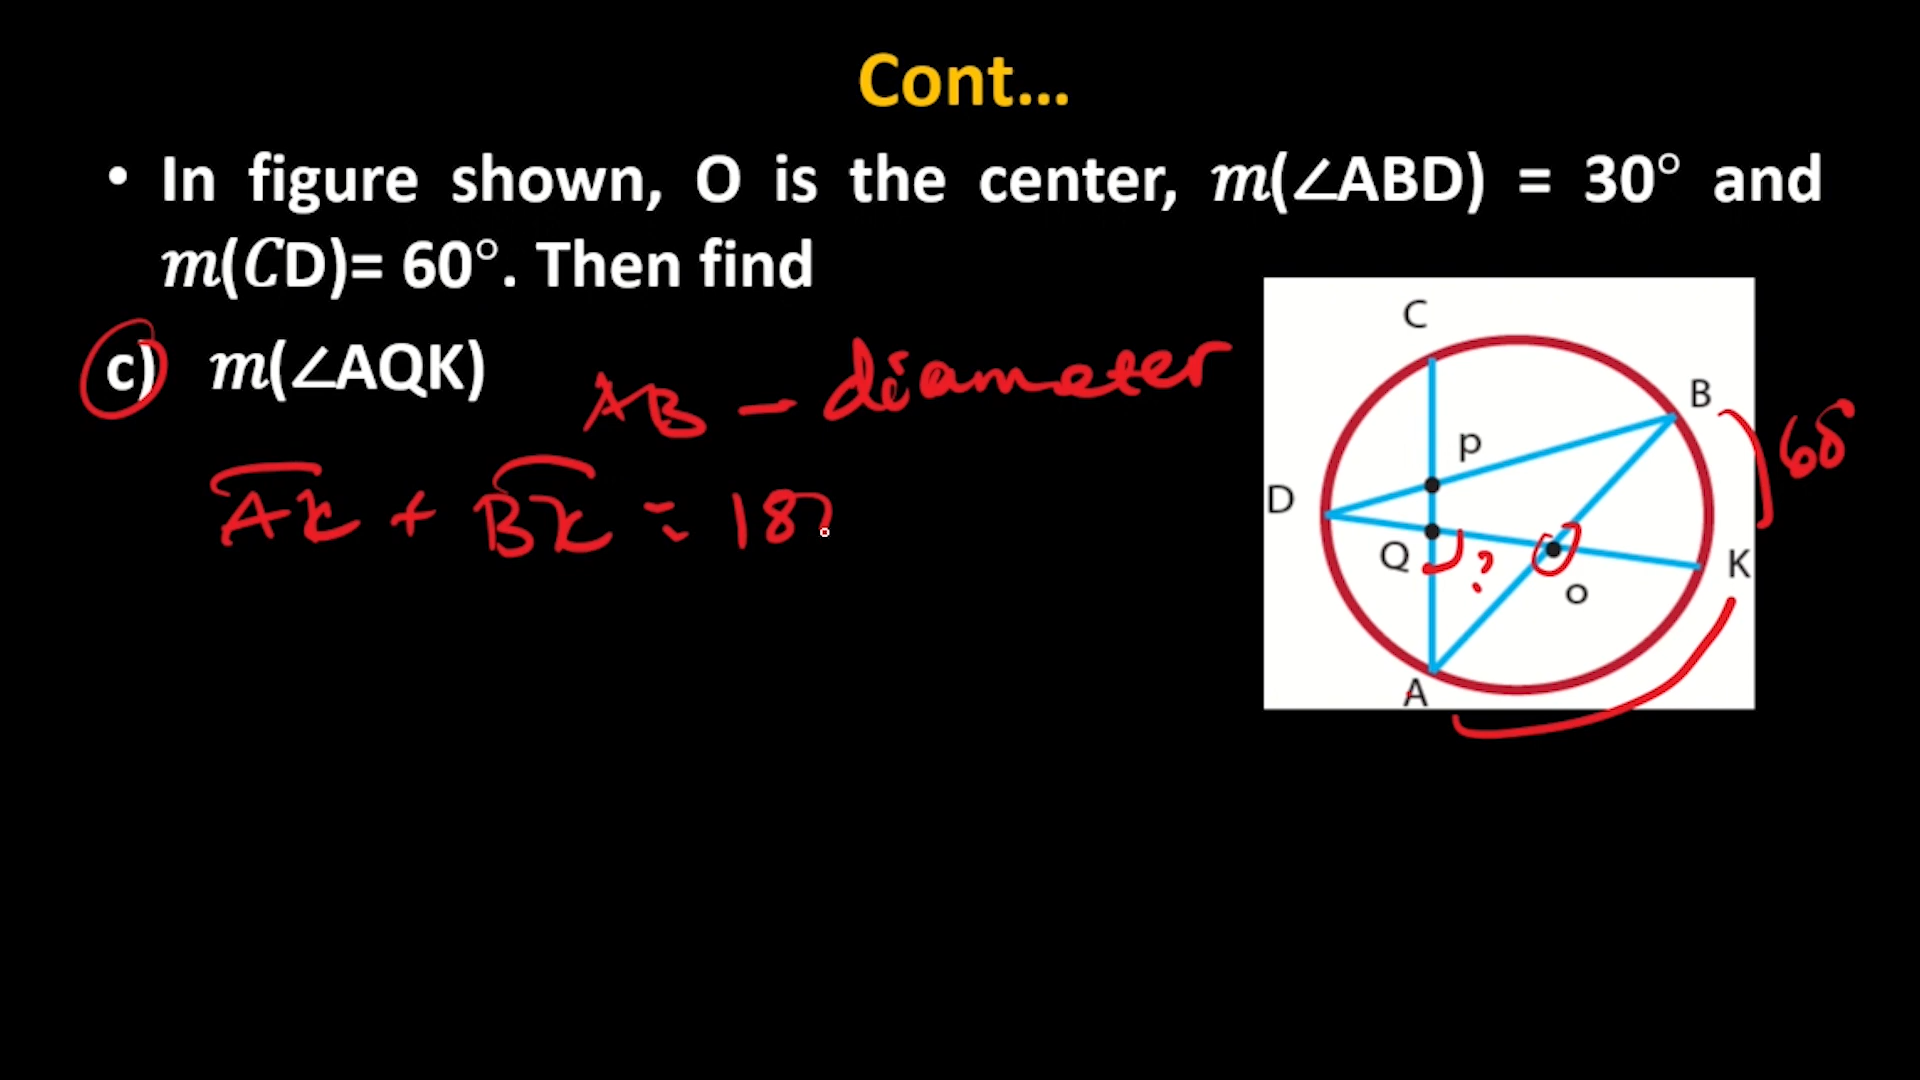 Cont...
• In figure shown, O is the center, m(∠ABD) = 30° and
m(CD)= 60°. Then find
c) m(∠AQK)
AB – diameter
AK + BK = 18
C
B
60°
P
D
Q
?
O
K
A